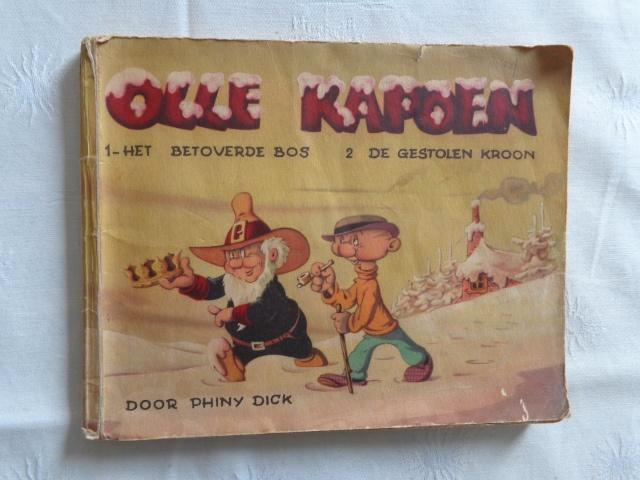 OLLE KAPOEN
1-HET BETOVERDE BOS 2 DE GESTOLEN KROON
DOOR PHINY DICK